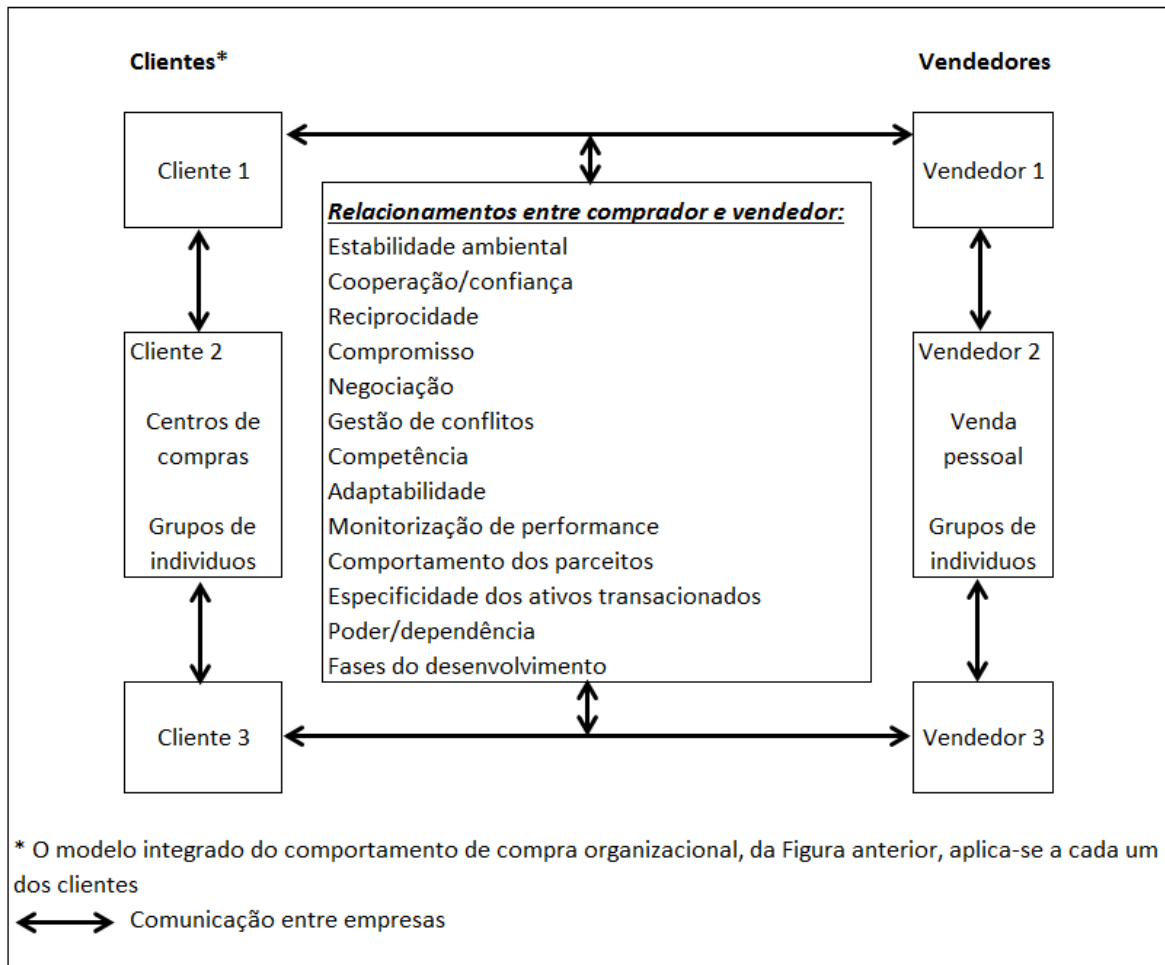 Clientes*
Vendedores
Cliente 1
Vendedor 1
Relacionamentos entre comprador e vendedor:
Estabilidade ambiental
Cooperação/confiança
Reciprocidade
Compromisso
Negociação
Gestão de conflitos
Competência
Adaptabilidade
Monitorização de performance
Comportamento dos parceitos
Especificidade dos ativos transacionados
Poder/dependência
Fases do desenvolvimento
Cliente 2
Centros de
compras
Grupos de
individuos
Vendedor 2
Venda
pessoal
Grupos de
individuos
Cliente 3
Vendedor 3
* O modelo integrado do comportamento de compra organizacional, da Figura anterior, aplica-se a cada um
dos clientes
Comunicação entre empresas